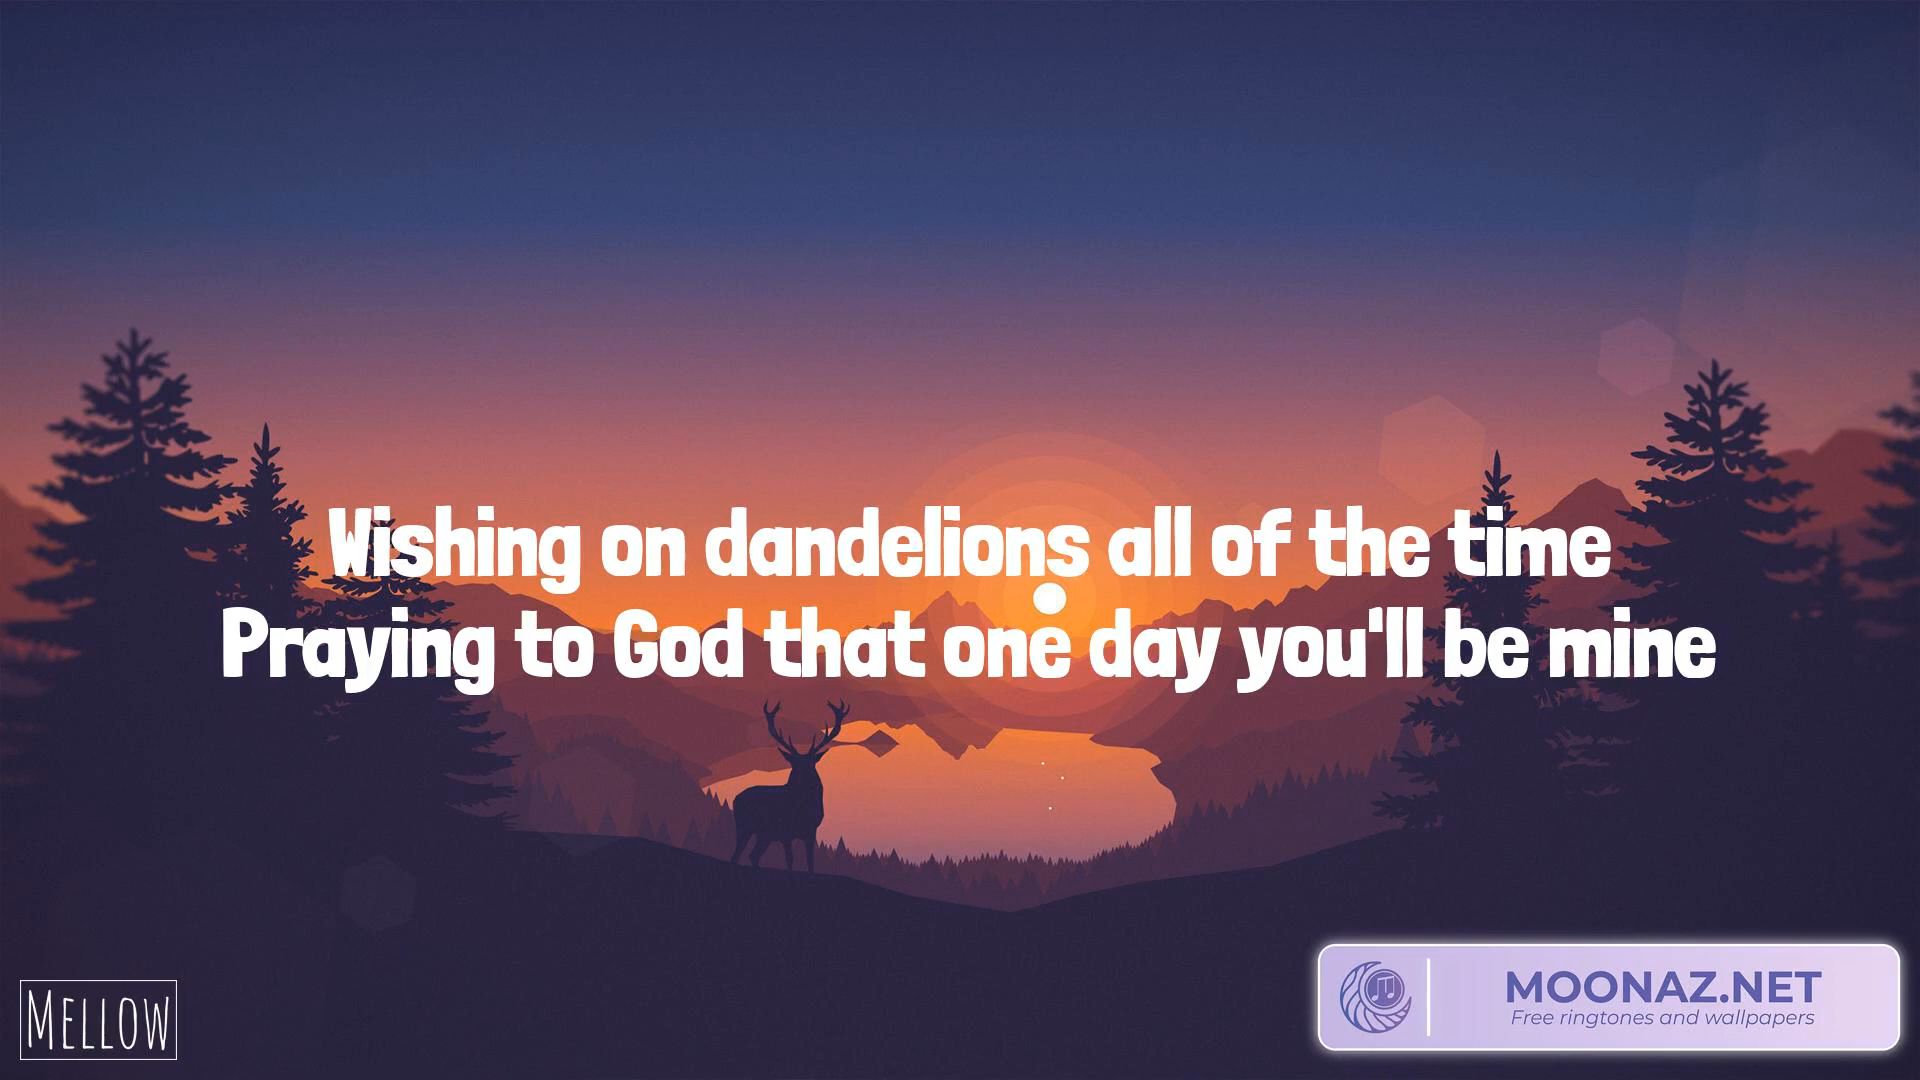 Wishing on dandelions all of the time
Praying to God that one day you'll be mine
MELLOW
MOONAZ.NET
Free ringtones and wallpapers